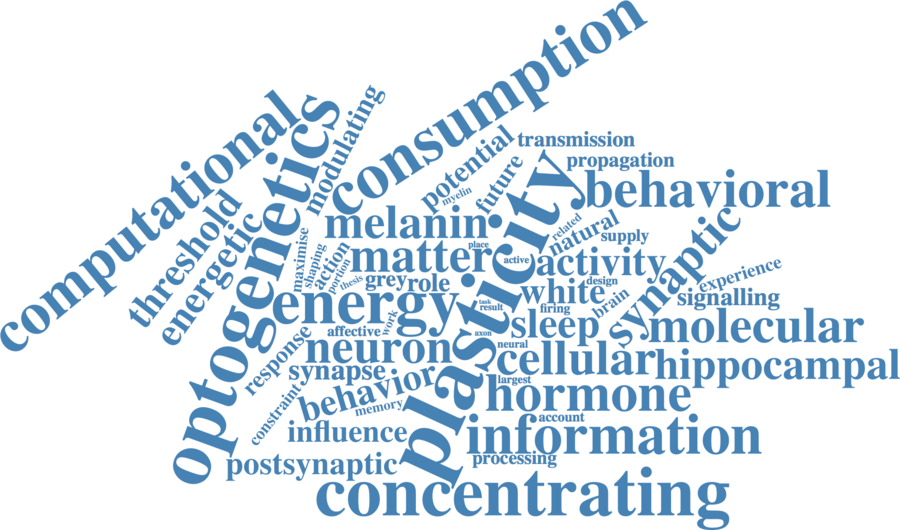 consumption
computational
optogenetics
modulating
potential
transmission
propagation
myelin
future
behavioral
plasticity
threshold
energetic
melanin
related
natural
supply
synaptic
maximise
shaping
action
portion
matter
place
active
activity
experience
thesis
grey
role
white
design
brain
signalling
energy
task
result
firing
sleep
molecular
work
affective
axon
neuron
neural
cellular
hippocampal
response
synapse
behavior
largest
hormone
constraint
memory
influence
account
information
postsynaptic
processing
concentrating